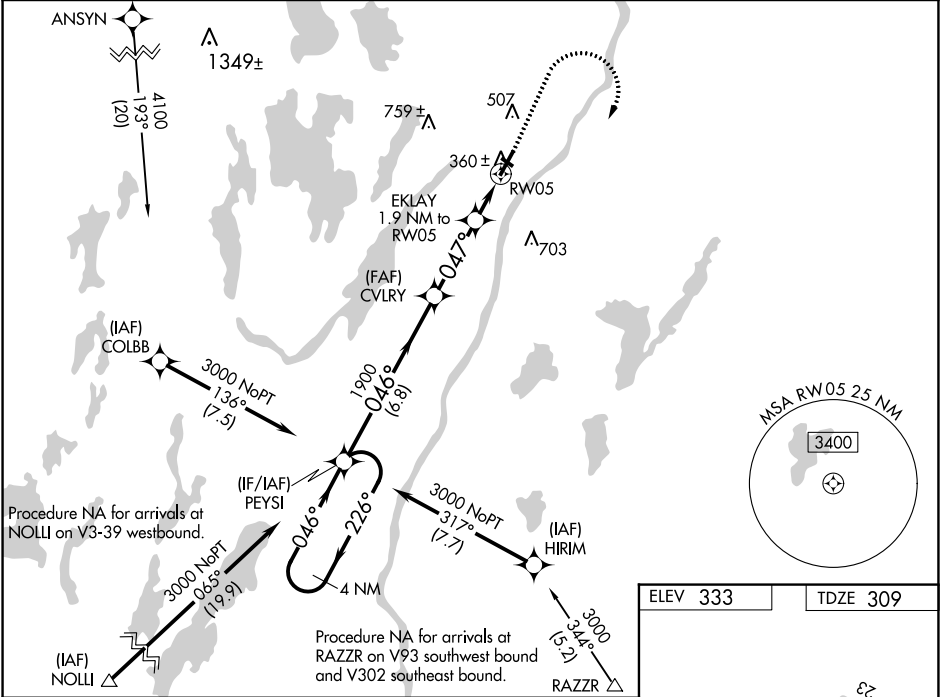 ANSYN
1349±
4100
193°
(20)
759 ±
507
360 ±
RW05
EKLAY
1.9 NM to
RW05
703
047°
(FAF)
CVLRY
(IAF)
COLBB
3000 NoPT
136°
(7.5)
1900
046°
(6.8)
MSA RW 05 25 NM
3400
(IF/IAF)
PEYSI
Procedure NA for arrivals at
NOLLI on V3-39 westbound.
046°
226°
3000 NoPT
317°
(7.7)
(IAF)
HIRIM
3000 NoPT
065°
(19.9)
4 NM
3000
344°
(5.2)
ELEV 333
TDZE 309
Procedure NA for arrivals at
RAZZR on V93 southwest bound
and V302 southeast bound.
(IAF)
NOLLI
RAZZR
23